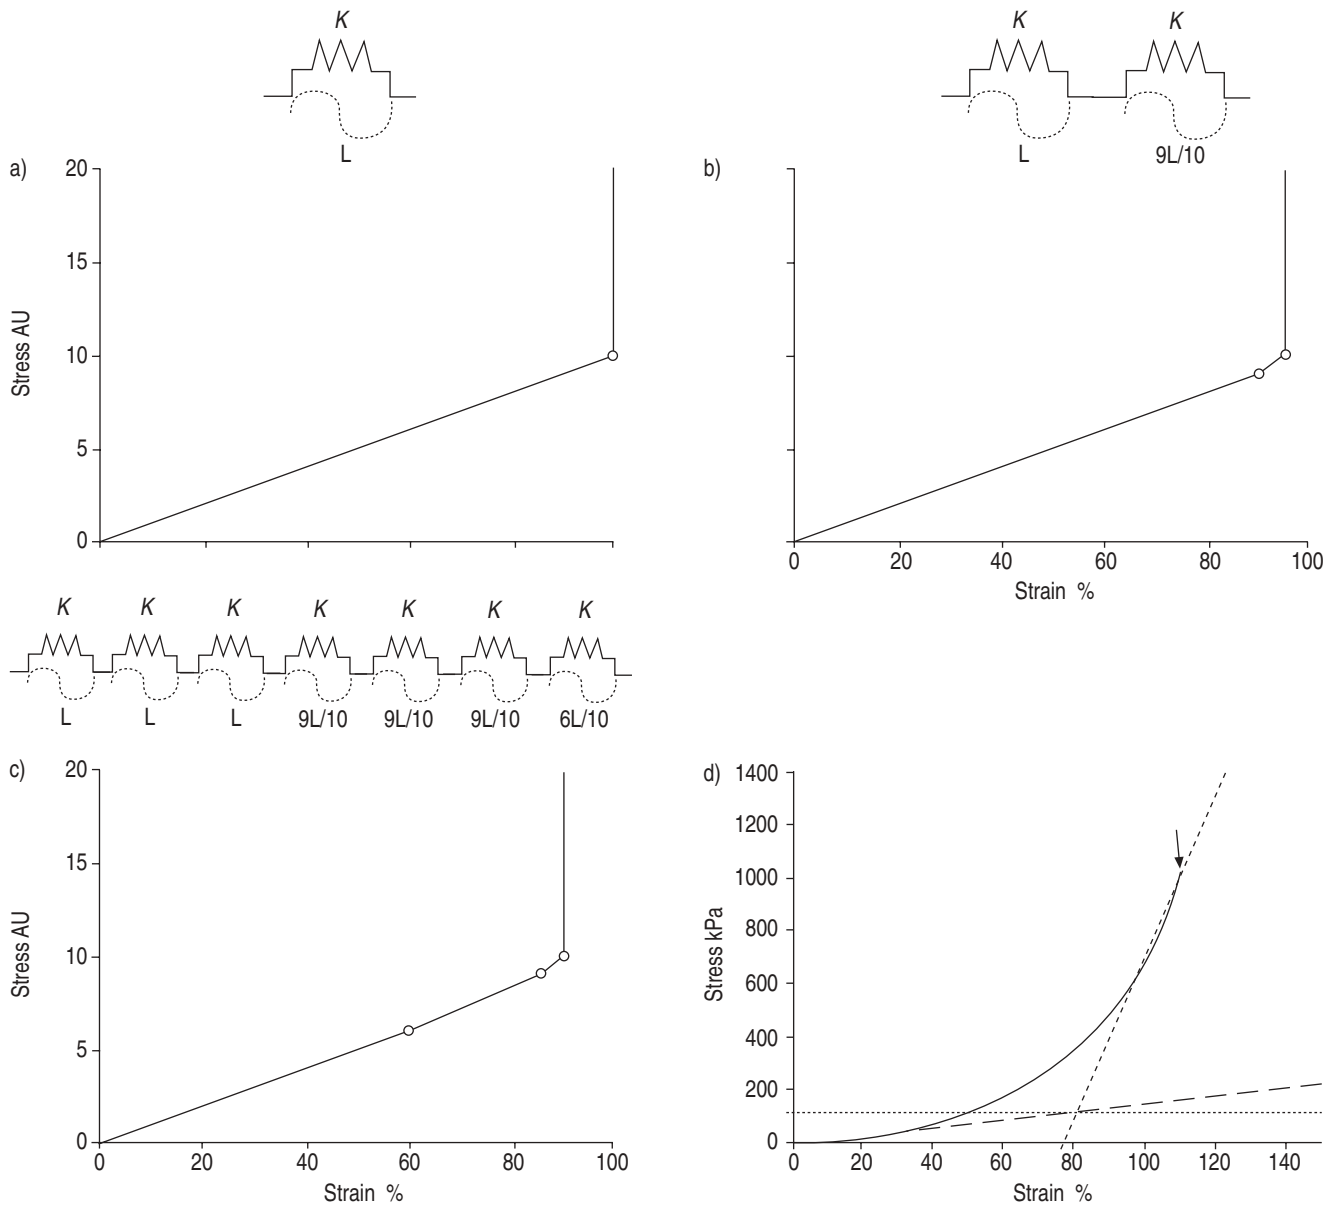 K
L
a)
20
15
10
5
0
Stress AU
K K
L 9L/10
b)
0 20 40 60 80 100
Strain %
K K K K K K K
L L L 9L/10 9L/10 9L/10 6L/10
c)
20
15
10
5
0
Stress AU
0 20 40 60 80 100
Strain %
d)
1400
1200
1000
800
600
400
200
0
Stress kPa
0 20 40 60 80 100 120 140
Strain %